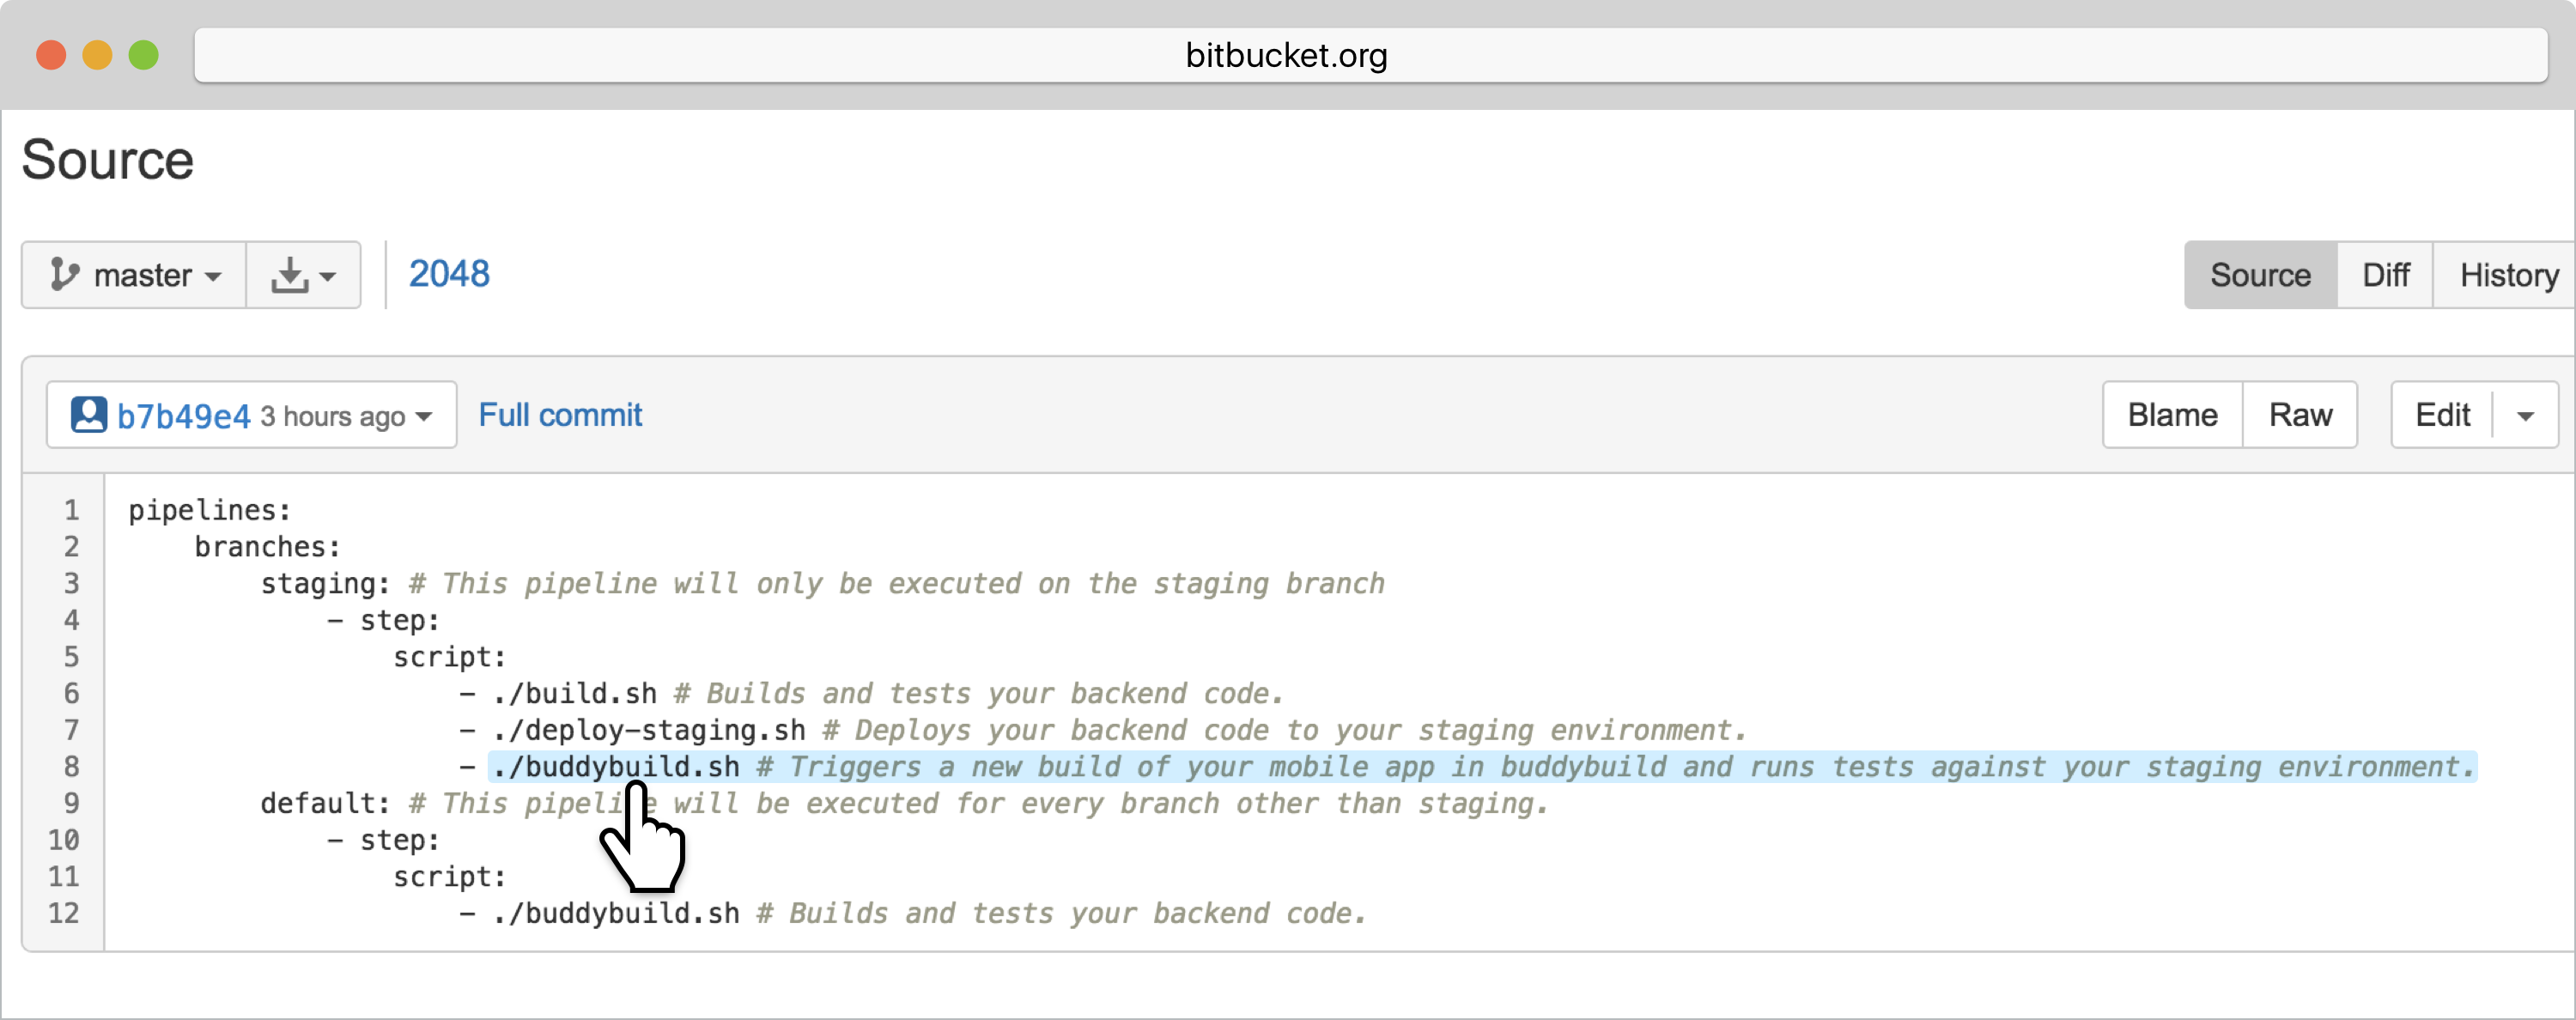 bitbucket.org
Source
master 2048 Source Diff History
b7b49e4 3 hours ago Full commit Blame Raw Edit
1 pipelines:
2 branches:
3 staging: # This pipeline will only be executed on the staging branch
4 - step:
5 script:
6 - ./build.sh # Builds and tests your backend code.
7 - ./deploy-staging.sh # Deploys your backend code to your staging environment.
8 - ./buddybuild.sh # Triggers a new build of your mobile app in buddybuild and runs tests against your staging environment.
9 default: # This pipeline will be executed for every branch other than staging.
10 - step:
11 script:
12 - ./buddybuild.sh # Builds and tests your backend code.